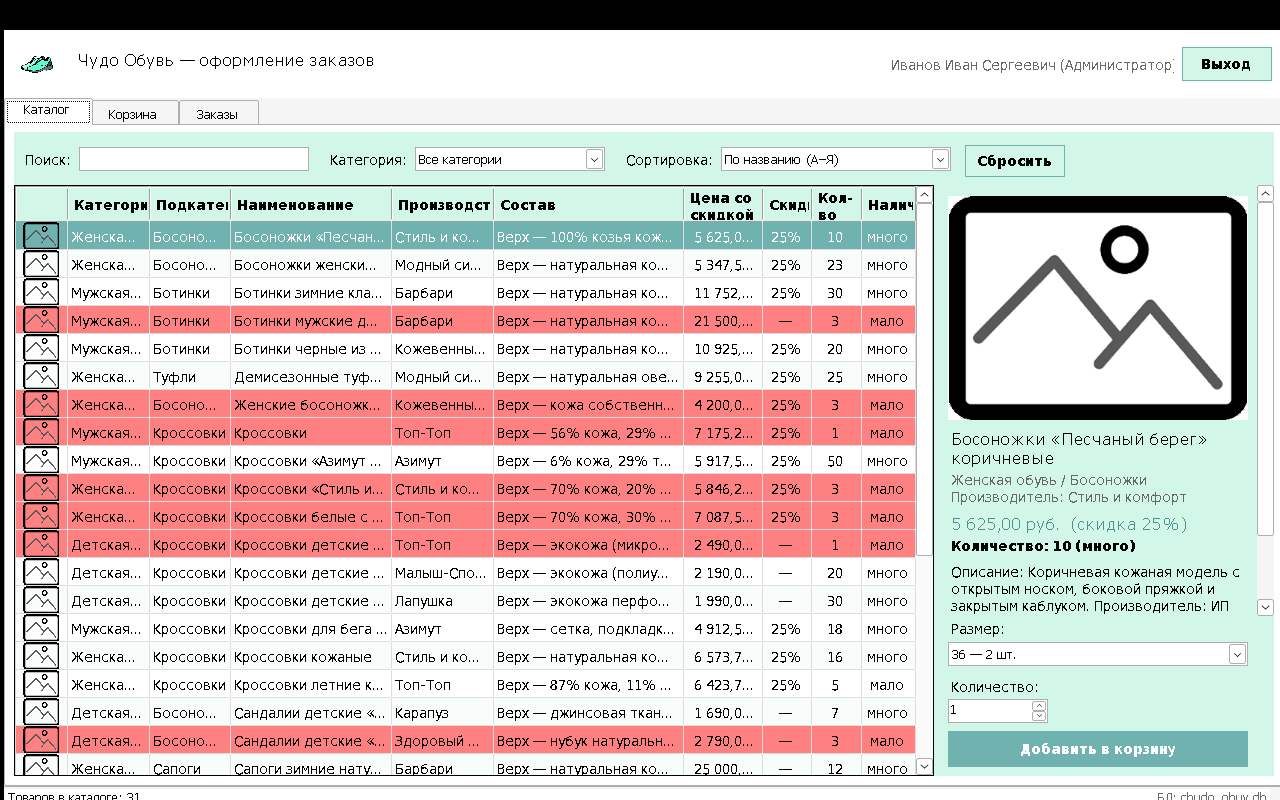 Чудо Обувь — оформление заказов
Иванов Иван Сергеевич (Администратор)
Выход
Каталог
Корзина
Заказы
Поиск:
Категория:
Все категории
Сортировка:
По названию (А–Я)
Сбросить
Категори Подкате Наименование Производст Состав Цена со скидкой Скид Кол-во Налич
Женска... Босоно... Босоножки «Песчан... Стиль и ко... Верх — 100% козья кож... 5 625,0... 25% 10 много
Женска... Босоно... Босоножки женски... Модный си... Верх — натуральная ко... 5 347,5... 25% 23 много
Мужская... Ботинки Ботинки зимние кла... Барбари Верх — натуральная ко... 11 752,... 25% 30 много
Мужская... Ботинки Ботинки мужские д... Барбари Верх — натуральная ко... 21 500,... — 3 мало
Мужская... Ботинки Ботинки черные из ... Кожевенны... Верх — натуральная ко... 10 925,... 25% 20 много
Женска... Туфли Демисезонные туф... Модный си... Верх — натуральная ове... 9 255,0... 25% 25 много
Женска... Босоно... Женские босоножк... Кожевенны... Верх — кожа собственн... 4 200,0... 25% 3 мало
Мужская... Кроссовки Кроссовки Топ-Топ Верх — 56% кожа, 29% ... 7 175,2... 25% 1 мало
Мужская... Кроссовки Кроссовки «Азимут ... Азимут Верх — 6% кожа, 29% т... 5 917,5... 25% 50 много
Женска... Кроссовки Кроссовки «Стиль и... Стиль и ко... Верх — 70% кожа, 20% ... 5 846,2... 25% 3 мало
Женска... Кроссовки Кроссовки белые с ... Топ-Топ Верх — 70% кожа, 30% ... 7 087,5... 25% 3 мало
Детская... Кроссовки Кроссовки детские ... Топ-Топ Верх — экокожа (микро... 2 490,0... — 1 мало
Детская... Кроссовки Кроссовки детские ... Малыш-Спо... Верх — экокожа (полиу... 2 190,0... — 20 много
Детская... Кроссовки Кроссовки детские ... Лапушка Верх — экокожа перфо... 1 990,0... — 30 много
Мужская... Кроссовки Кроссовки для бега ... Азимут Верх — сетка, подкладк... 4 912,5... 25% 18 много
Женска... Кроссовки Кроссовки кожаные Стиль и ко... Верх — натуральная ко... 6 573,7... 25% 16 много
Женска... Кроссовки Кроссовки летние к... Топ-Топ Верх — 87% кожа, 11% ... 6 423,7... 25% 5 мало
Детская... Босоно... Сандалии детские «... Карапуз Верх — джинсовая ткан... 1 690,0... — 7 много
Детская... Босоно... Сандалии детские «... Здоровый ... Верх — нубук натуральн... 2 790,0... — 3 мало
Женска... Сапоги Сапоги зимние нату... Барбари Верх — натуральная ко... 25 000,... — 12 много
Босоножки «Песчаный берег»
коричневые
Женская обувь / Босоножки
Производитель: Стиль и комфорт
5 625,00 руб. (скидка 25%)
Количество: 10 (много)
Описание: Коричневая кожаная модель с
открытым носком, боковой пряжкой и
закрытым каблуком. Производитель: ИП
Размер:
36 — 2 шт.
Количество:
1
Добавить в корзину
Товаров в каталоге: 31
БД: chudo_obuv.db